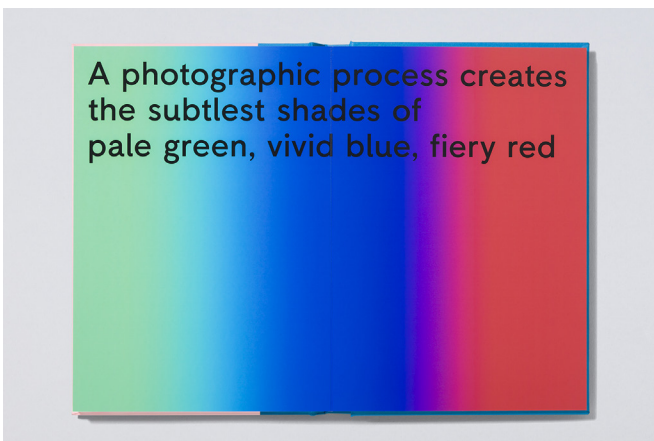 A photographic process creates
the subtlest shades of
pale green, vivid blue, fiery red